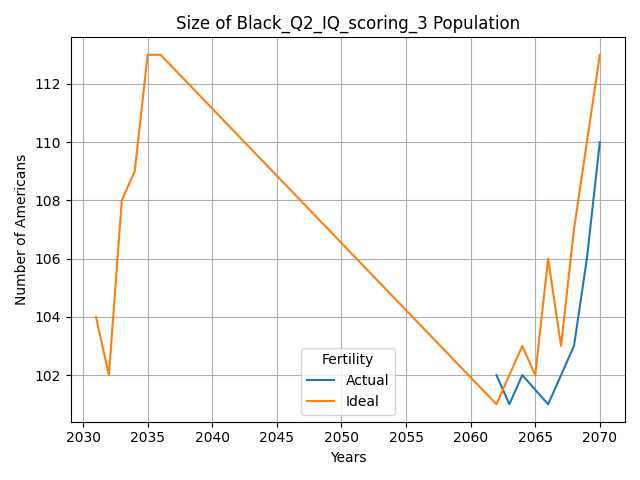 Size of Black_Q2_IQ_scoring_3 Population
Number of Americans
112
110
108
106
104
102
Fertility
Actual
Ideal
2030 2035 2040 2045 2050 2055 2060 2065 2070
Years